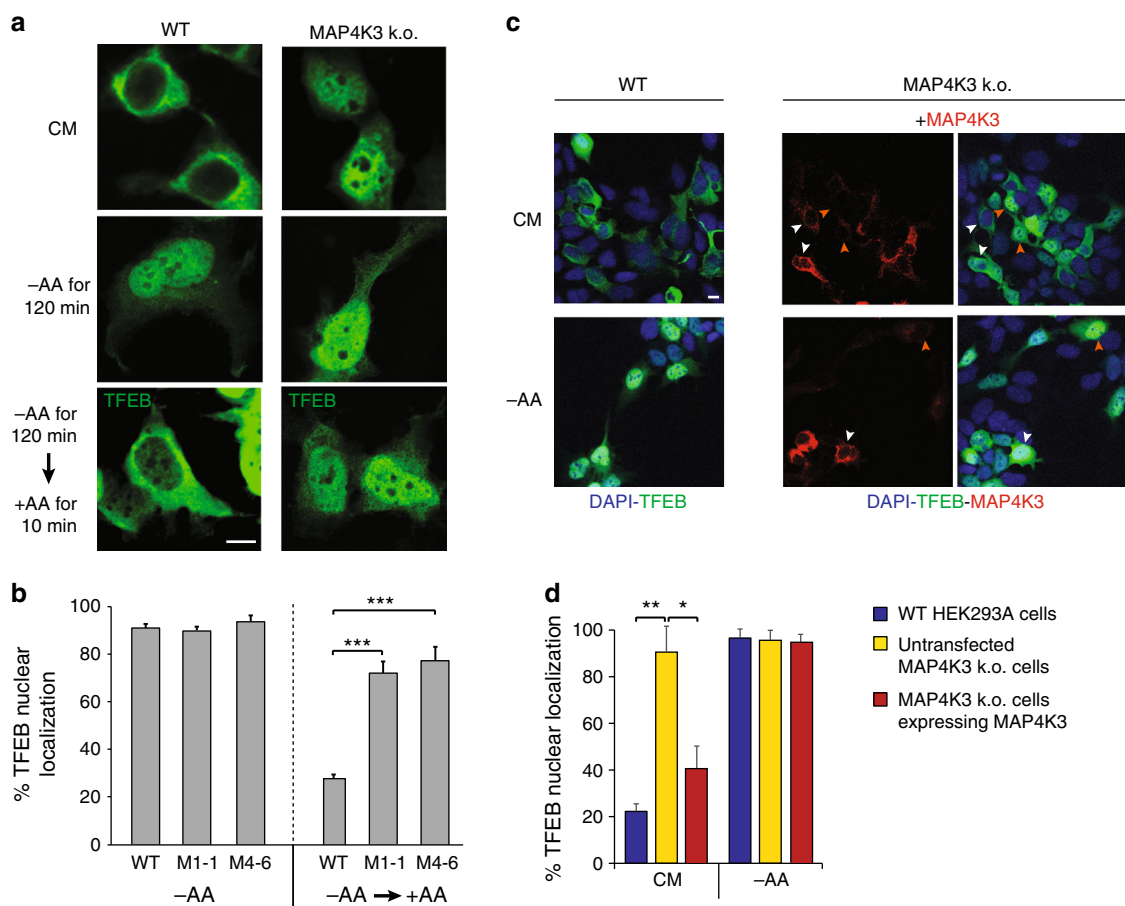 a
WT
MAP4K3 k.o.
CM
–AA for
120 min
–AA for
120 min
+AA for
10 min
TFEB
TFEB
c
WT
MAP4K3 k.o.
+MAP4K3
CM
–AA
DAPI-TFEB
DAPI-TFEB-MAP4K3
b
% TFEB nuclear
localization
100
80
60
40
20
0
***
***
WT M1-1 M4-6
WT M1-1 M4-6
–AA
–AA → +AA
d
% TFEB nuclear localization
100
80
60
40
20
0
** *
CM
–AA
WT HEK293A cells
Untransfected
MAP4K3 k.o. cells
MAP4K3 k.o. cells
expressing MAP4K3